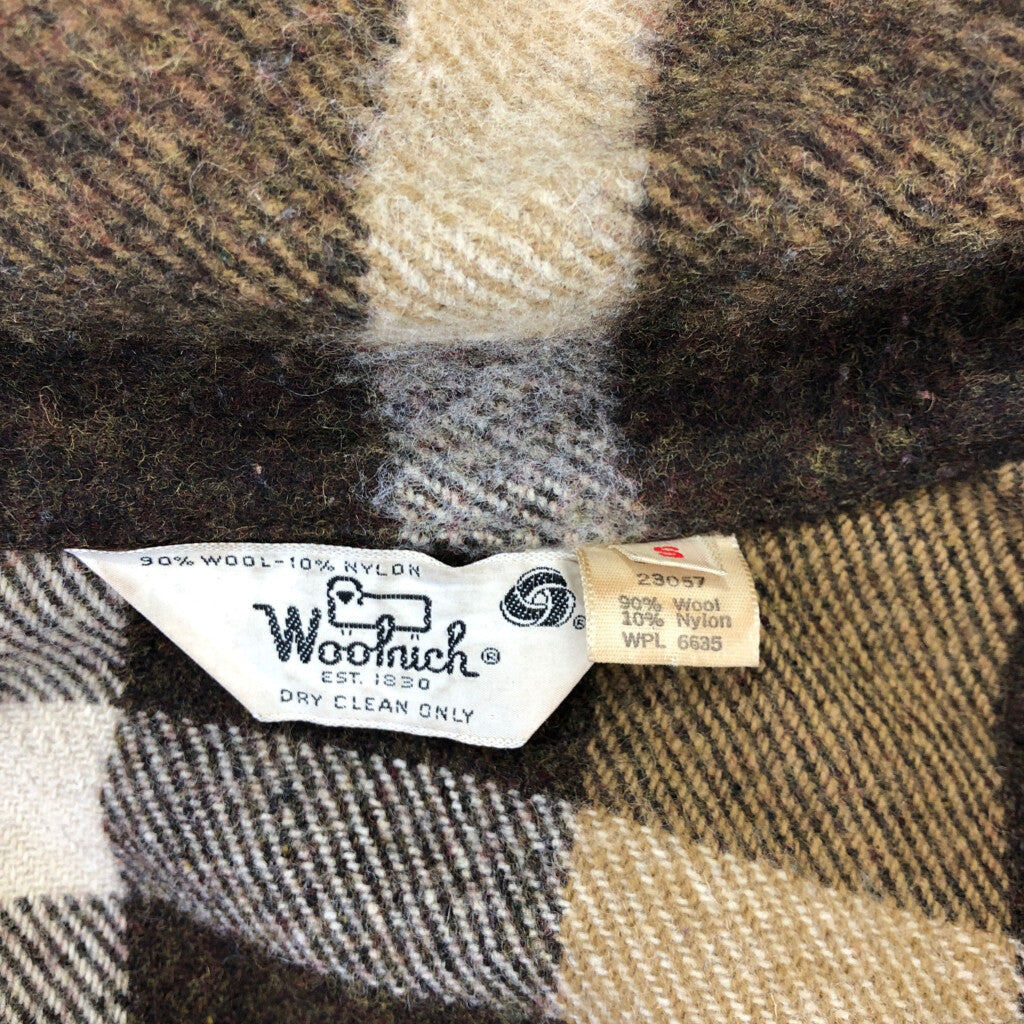 90% WOOL-10% NYLON
Woolrich®
EST. 1830
DRY CLEAN ONLY
®
S
23057
90% Wool
10% Nylon
WPL 6635